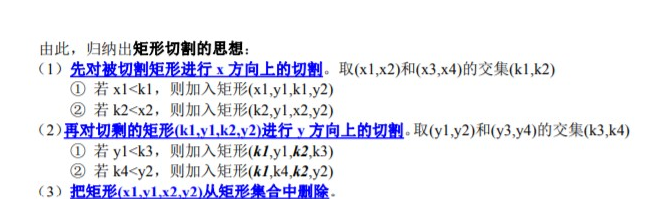 由此，归纳出矩形切割的思想：
（1）先对被切割矩形进行 x 方向上的切割。取(x1,x2)和(x3,x4)的交集(k1,k2)
① 若 x1<k1，则加入矩形(x1,y1,k1,y2)
② 若 k2<x2，则加入矩形(k2,y1,x2,y2)
（2）再对切剩的矩形(k1,y1,k2,y2)进行 y 方向上的切割。取(y1,y2)和(y3,y4)的交集(k3,k4)
① 若 y1<k3，则加入矩形(k1,y1,k2,k3)
② 若 k4<y2，则加入矩形(k1,k4,k2,y2)
（3）把矩形(x1,y1,x2,y2)从矩形集合中删除。